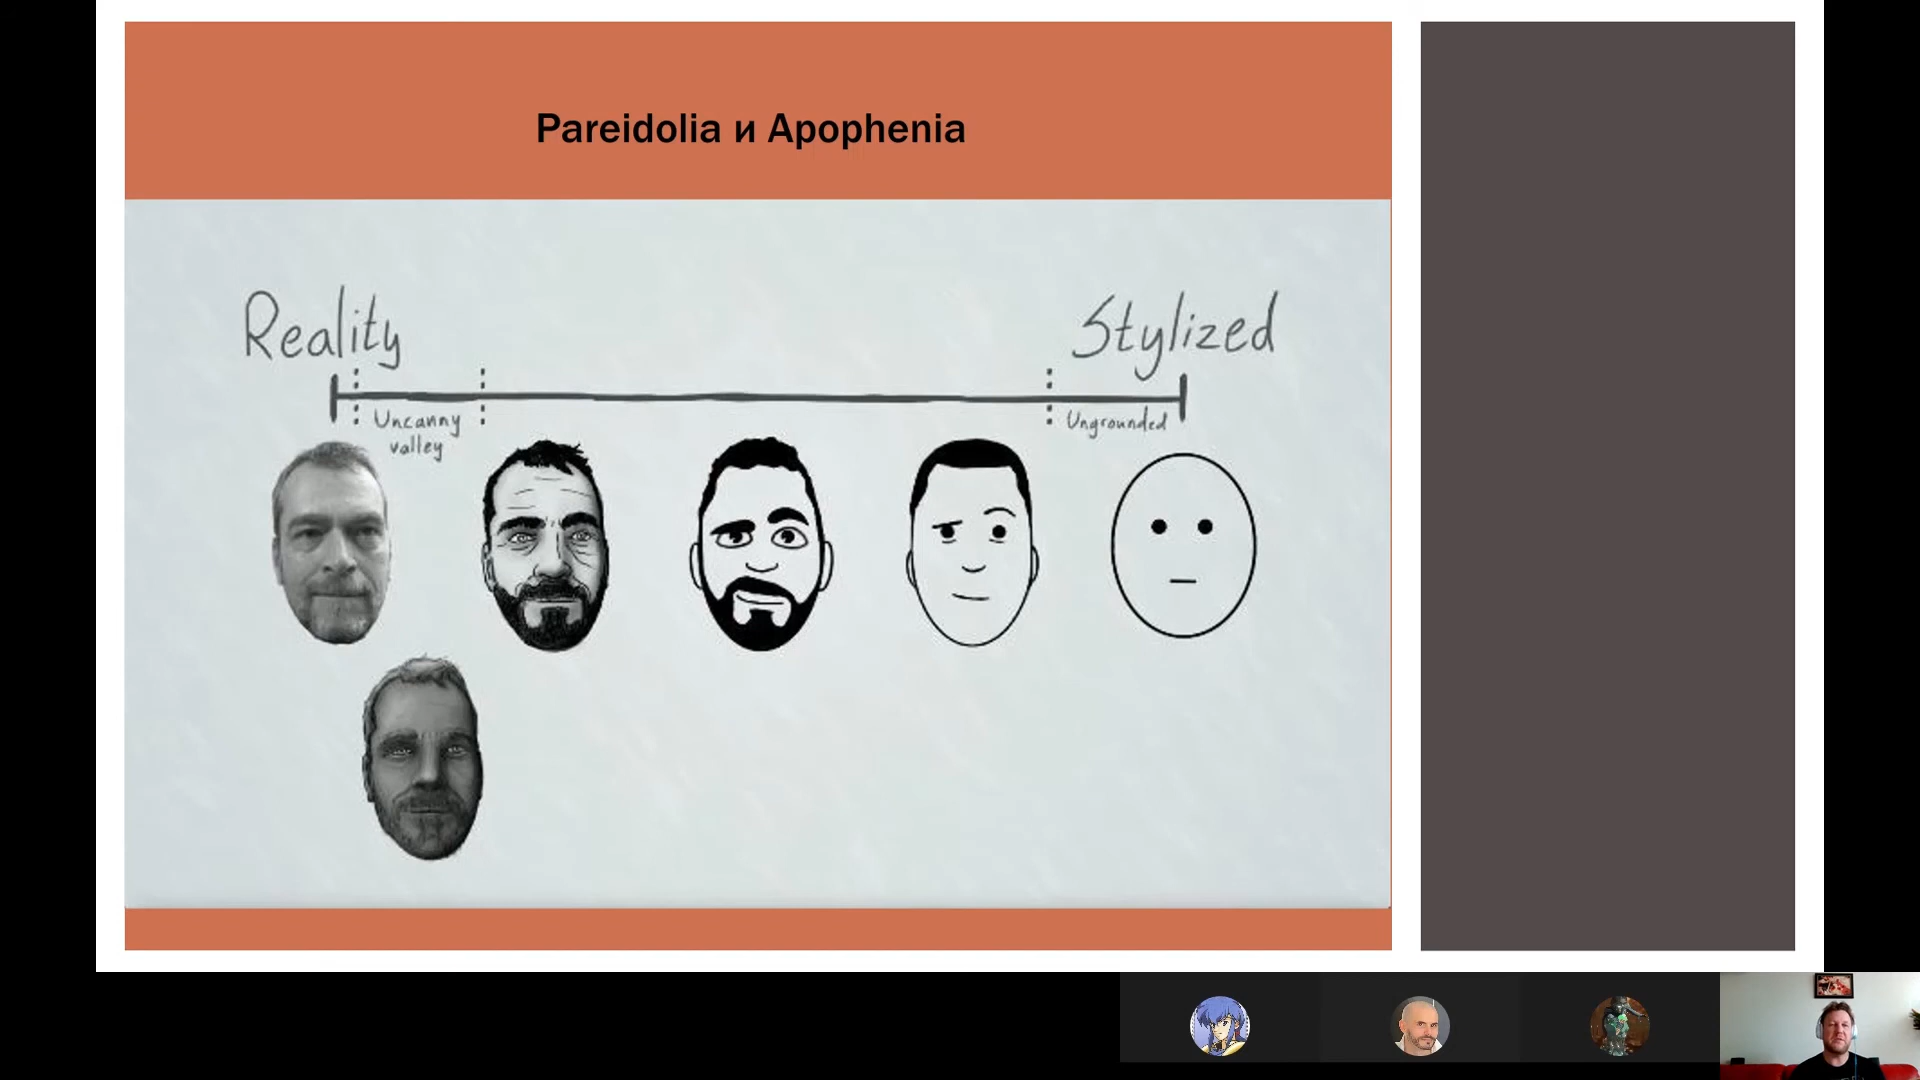 Pareidolia и Apophenia
Reality
Stylized
Uncanny
valley
Ungrounded